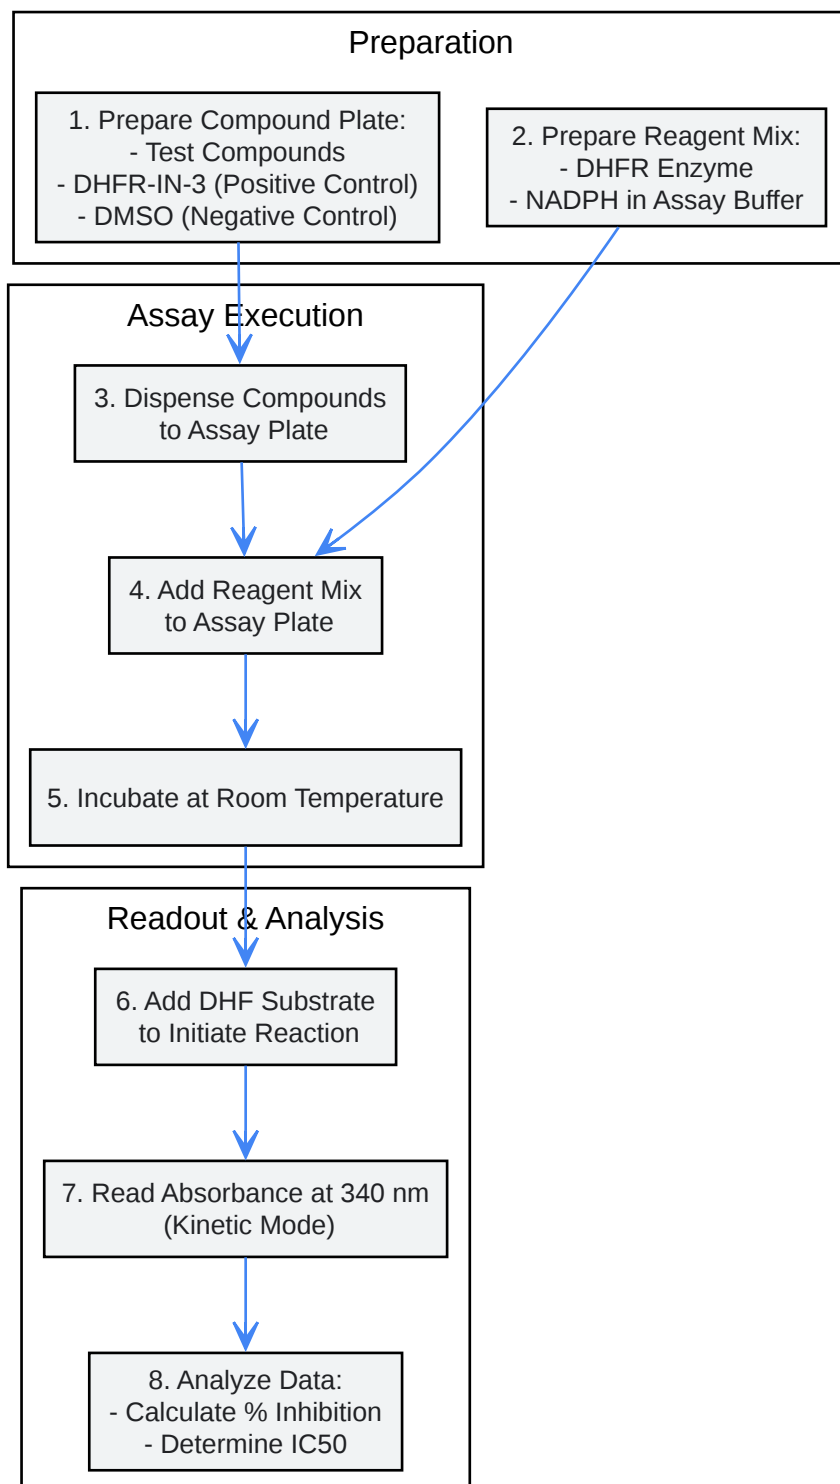 Preparation
1. Prepare Compound Plate:
- Test Compounds
- DHFR-IN-3 (Positive Control)
- DMSO (Negative Control)
2. Prepare Reagent Mix:
- DHFR Enzyme
- NADPH in Assay Buffer
Assay Execution
3. Dispense Compounds
to Assay Plate
4. Add Reagent Mix
to Assay Plate
5. Incubate at Room Temperature
Readout & Analysis
6. Add DHF Substrate
to Initiate Reaction
7. Read Absorbance at 340 nm
(Kinetic Mode)
8. Analyze Data:
- Calculate % Inhibition
- Determine IC50